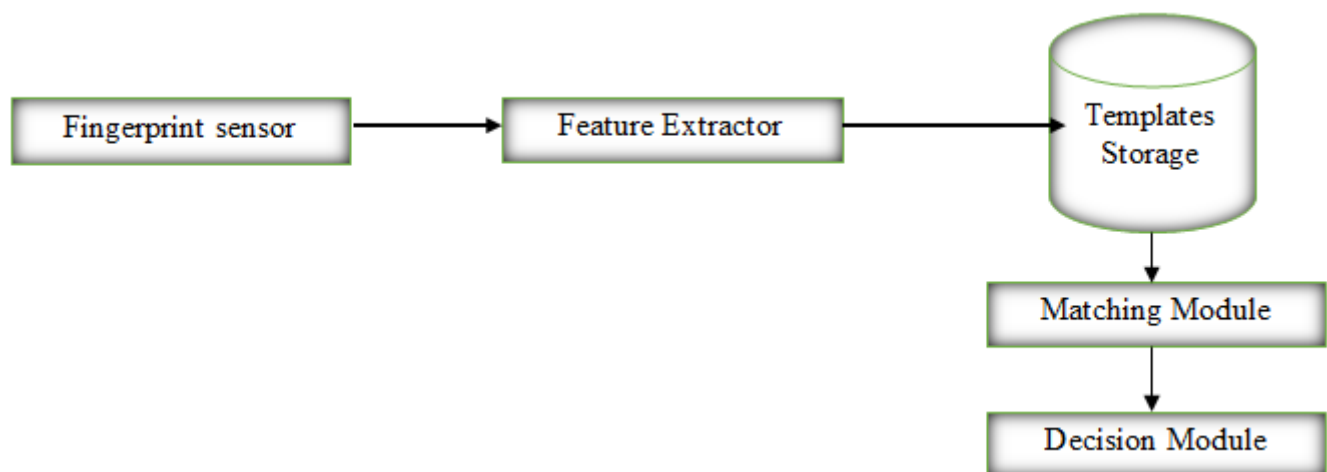 Fingerprint sensor
Feature Extractor
Templates
Storage
Matching Module
Decision Module